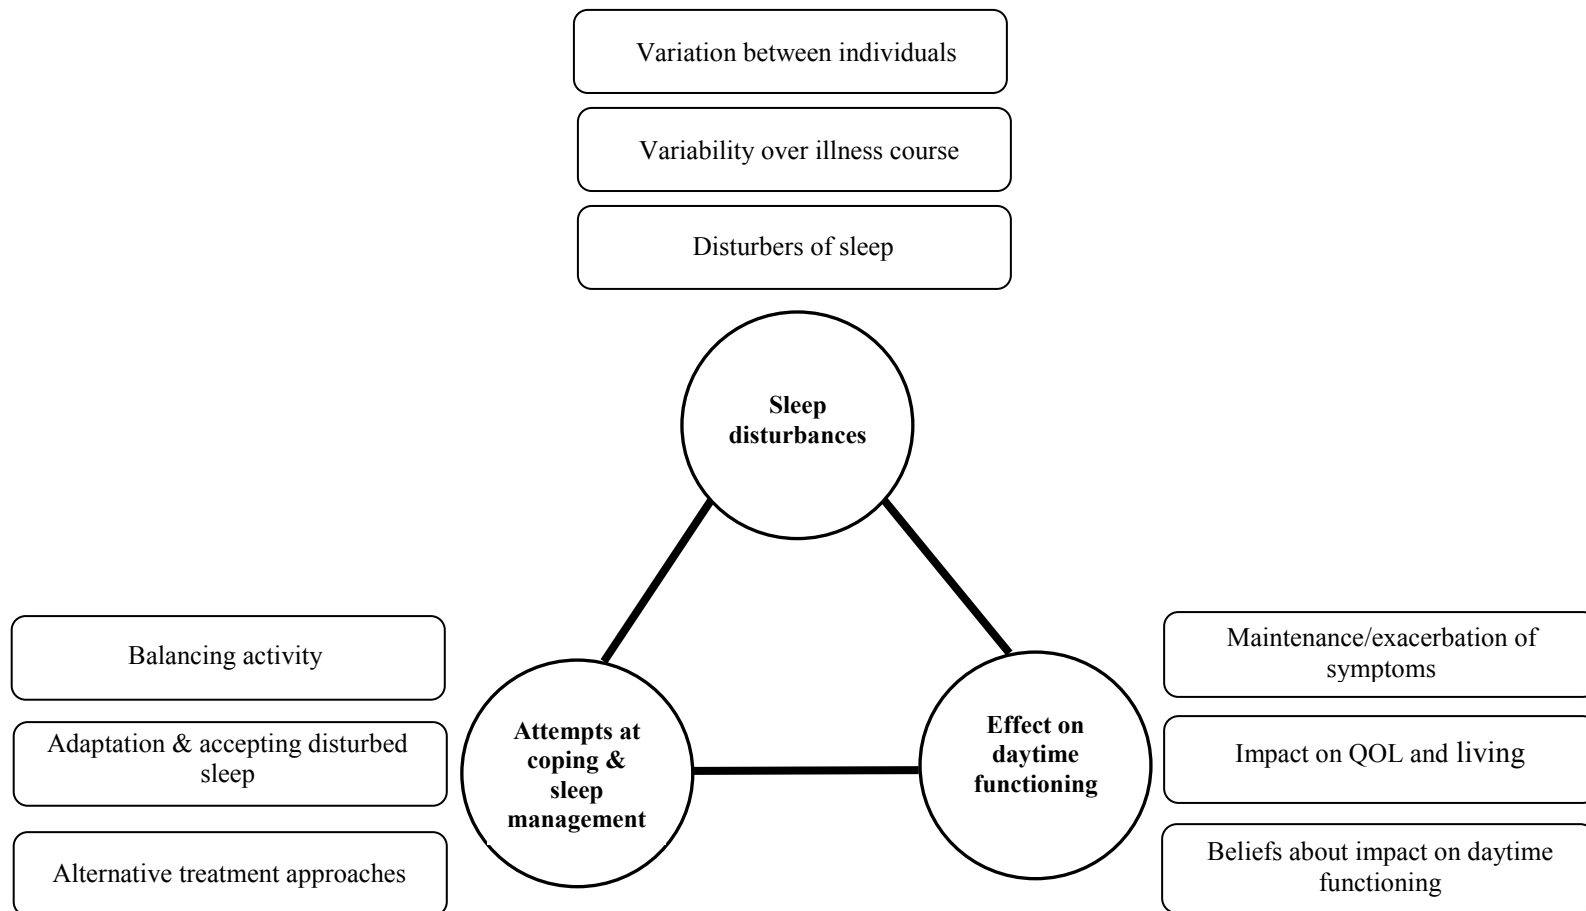 Variation between individuals
Variability over illness course
Disturbers of sleep
Sleep
disturbances
Balancing activity
Adaptation & accepting disturbed
sleep
Alternative treatment approaches
Attempts at
coping &
sleep
management
Effect on
daytime
functioning
Maintenance/exacerbation of
symptoms
Impact on QOL and living
Beliefs about impact on daytime
functioning